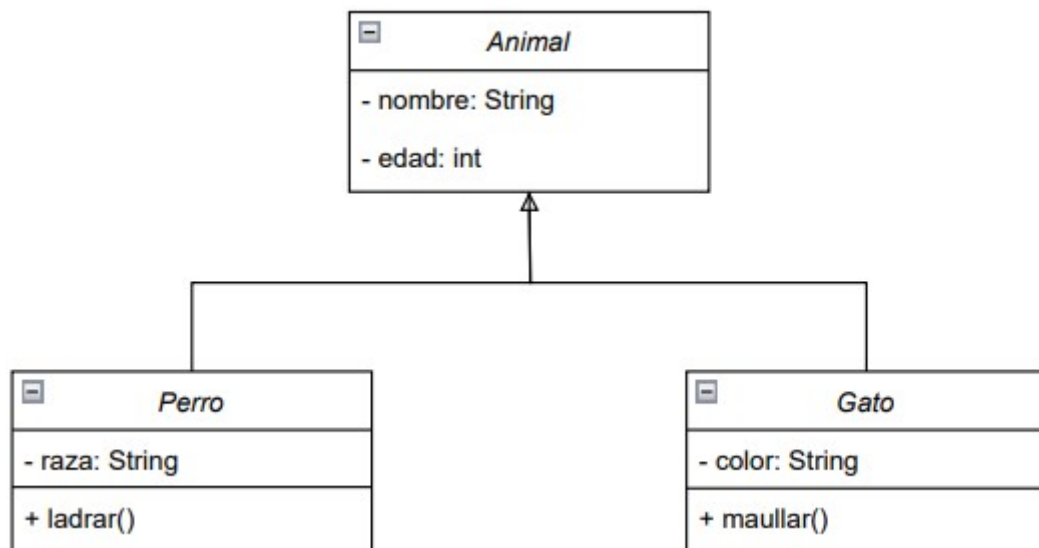 Animal
- nombre: String
- edad: int
Perro
- raza: String
+ ladrar()
Gato
- color: String
+ maullar()